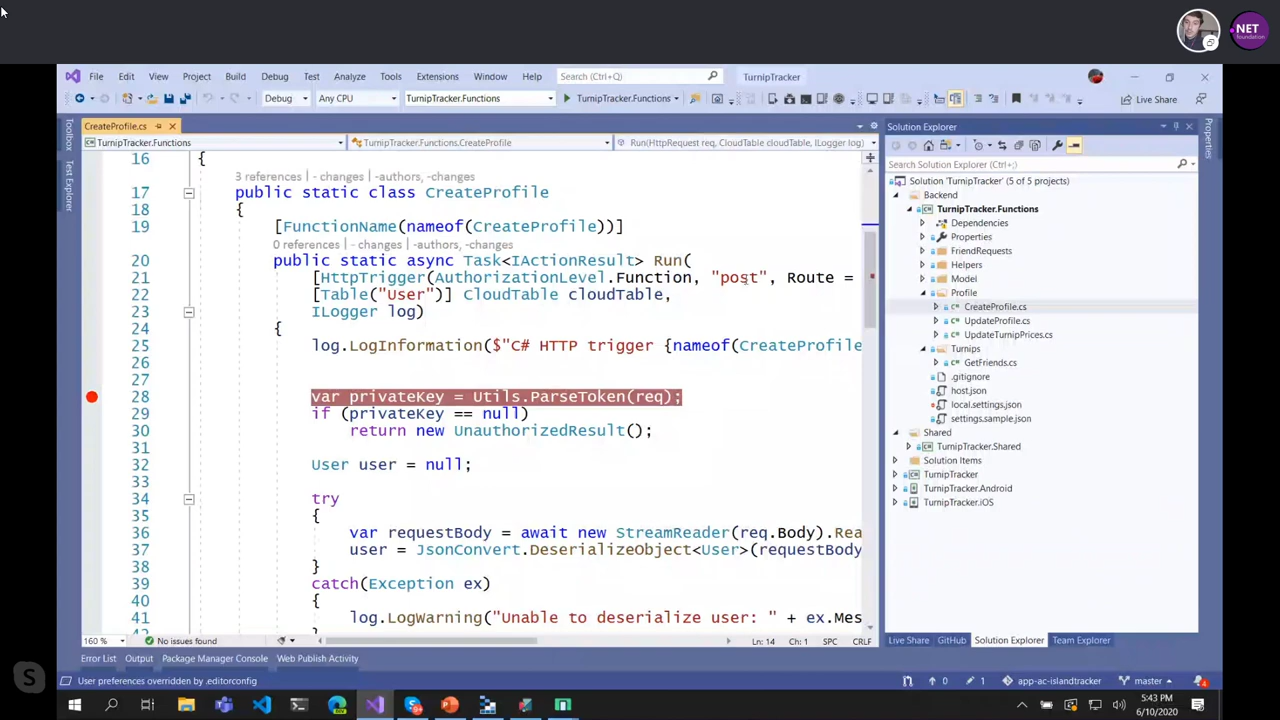 NET
foundation
File Edit View Project Build Debug Test Analyze Tools Extensions Window Help Search (Ctrl+Q) TurnipTracker
Debug Any CPU TurnipTracker.Functions TurnipTracker.Functions Live Share
CreateProfile.cs
TurnipTracker.Functions TurnipTracker.Functions.CreateProfile Run(HttpRequest req, CloudTable cloudTable, ILogger log)
Toolbox
Test Explorer
16 {
3 references | - changes | -authors, -changes
17 public static class CreateProfile
18 {
19 [FunctionName(nameof(CreateProfile))]
0 references | - changes | -authors, -changes
20 public static async Task<IActionResult> Run(
21 [HttpTrigger(AuthorizationLevel.Function, "post", Route =
22 [Table("User")] CloudTable cloudTable,
23 ILogger log)
24 {
25 log.LogInformation($"C# HTTP trigger {nameof(CreateProfile
26
27
28 var privateKey = Utils.ParseToken(req);
29 if (privateKey == null)
30 return new UnauthorizedResult();
31
32 User user = null;
33
34 try
35 {
36 var requestBody = await new StreamReader(req.Body).Rea
37 user = JsonConvert.DeserializeObject<User>(requestBody
38 }
39 catch(Exception ex)
40 {
41 log.LogWarning("Unable to deserialize user: " + ex.Mes
160 % No issues found Ln: 14 Ch: 1 SPC CRLF
Solution Explorer
Search Solution Explorer (Ctrl+;)
Solution 'TurnipTracker' (5 of 5 projects)
Backend
TurnipTracker.Functions
Dependencies
Properties
FriendRequests
Helpers
Model
Profile
CreateProfile.cs
UpdateProfile.cs
UpdateTurnipPrices.cs
Turnips
GetFriends.cs
.gitignore
host.json
local.settings.json
settings.sample.json
Shared
TurnipTracker.Shared
Solution Items
TurnipTracker
TurnipTracker.Android
TurnipTracker.iOS
Properties
Live Share GitHub Solution Explorer Team Explorer
Error List Output Package Manager Console Web Publish Activity
User preferences overridden by .editorconfig 0 1 app-ac-islandtracker master 4
5:43 PM
6/10/2020